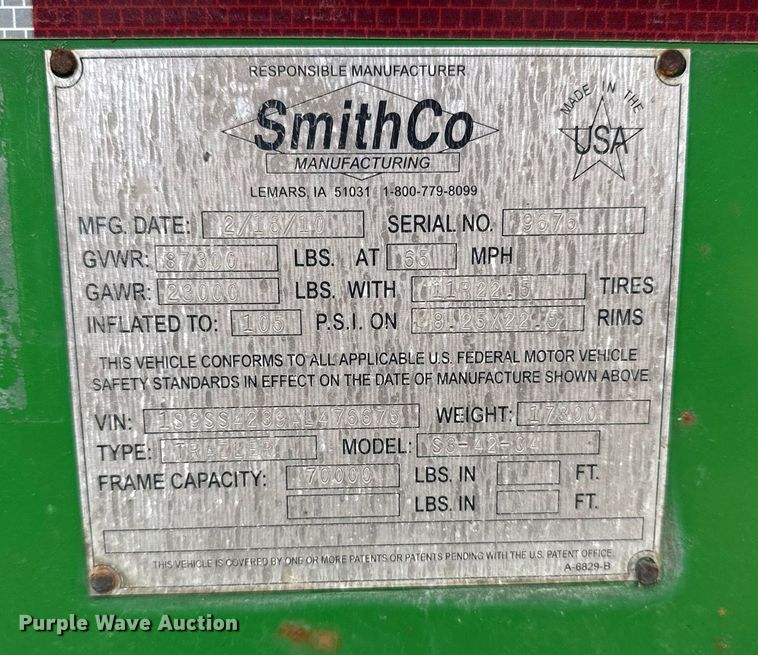 RESPONSIBLE MANUFACTURER
SmithCo
MANUFACTURING
MADE IN THE
USA
LEMARS, IA 51031 1-800-779-8099
MFG. DATE: 2/16/10 SERIAL NO. 9675
GVWR: 87300 LBS. AT 65 MPH
GAWR: 23000 LBS. WITH 11R22.5 TIRES
INFLATED TO: 105 P.S.I. ON 8.25X22.5 RIMS
THIS VEHICLE CONFORMS TO ALL APPLICABLE U.S. FEDERAL MOTOR VEHICLE
SAFETY STANDARDS IN EFFECT ON THE DATE OF MANUFACTURE SHOWN ABOVE.
VIN: WEIGHT: 17800
TYPE: TRAILER MODEL:
FRAME CAPACITY: 70000 LBS. IN FT.
LBS. IN FT.
THIS VEHICLE IS COVERED BY ONE OR MORE PATENTS OR PATENTS PENDING WITH THE U.S. PATENT OFFICE.
A-6829-B
Purple Wave Auction